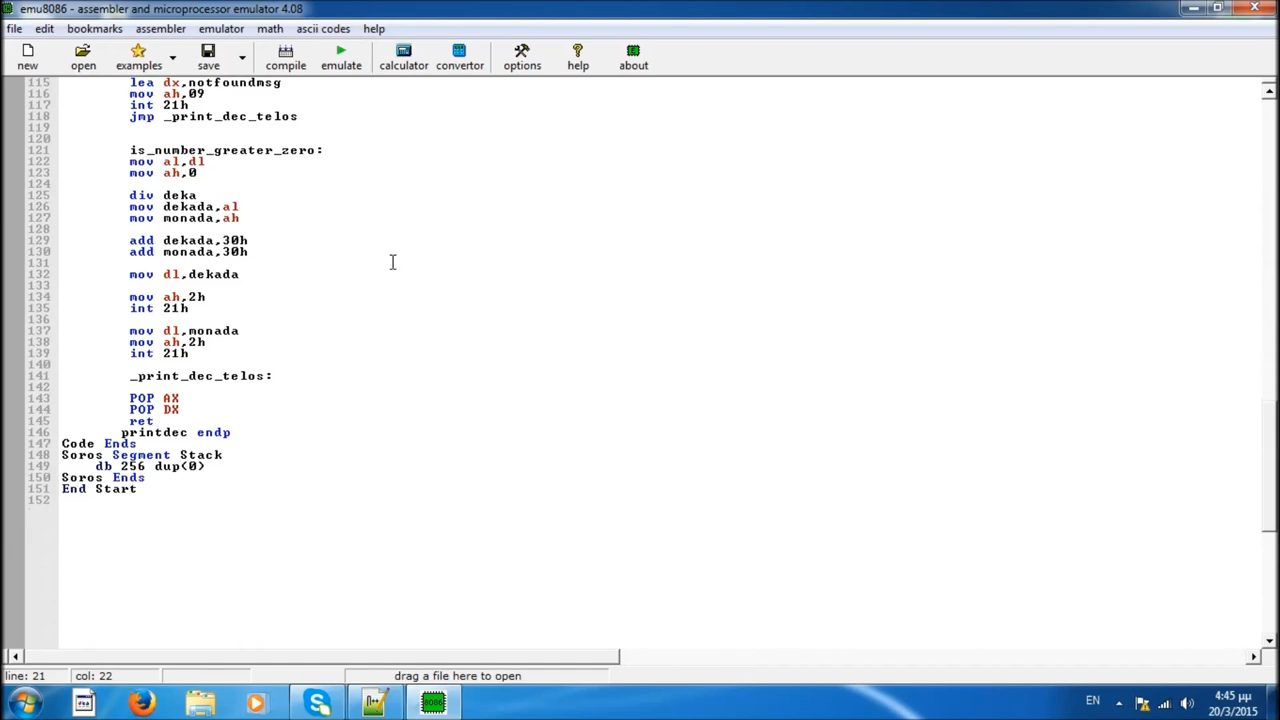 emu8086 - assembler and microprocessor emulator 4.08
file edit bookmarks assembler emulator math ascii codes help
new open examples save compile emulate calculator convertor options help about
115 lea dx,notfoundmsg
116 mov ah,09
117 int 21h
118 jmp _print_dec_telos
119
120
121 is_number_greater_zero:
122 mov al,dl
123 mov ah,0
124
125 div deka
126 mov dekada,al
127 mov monada,ah
128
129 add dekada,30h
130 add monada,30h
131
132 mov dl,dekada
133
134 mov ah,2h
135 int 21h
136
137 mov dl,monada
138 mov ah,2h
139 int 21h
140
141 _print_dec_telos:
142
143 POP AX
144 POP DX
145 ret
146 printdec endp
147 Code Ends
148 Soros Segment Stack
149 db 256 dup(0)
150 Soros Ends
151 End Start
152
line: 21 col: 22 drag a file here to open
8086 EN 4:45 μμ
20/3/2015